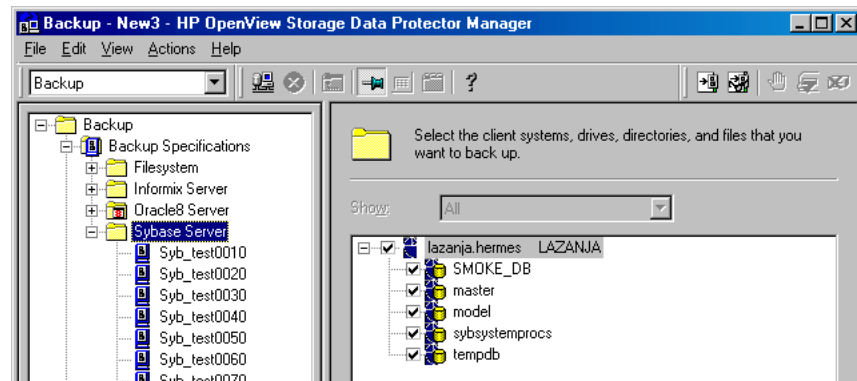 Backup - New3 - HP OpenView Storage Data Protector Manager
File Edit View Actions Help
Backup
Backup
Backup Specifications
Filesystem
Informix Server
Oracle8 Server
Sybase Server
Syb_test0010
Syb_test0020
Syb_test0030
Syb_test0040
Syb_test0050
Syb_test0060
Syb_test0070
Select the client systems, drives, directories, and files that you
want to back up.
Show: All
lazanja.hermes LAZANJA
SMOKE_DB
master
model
sybsystemprocs
tempdb